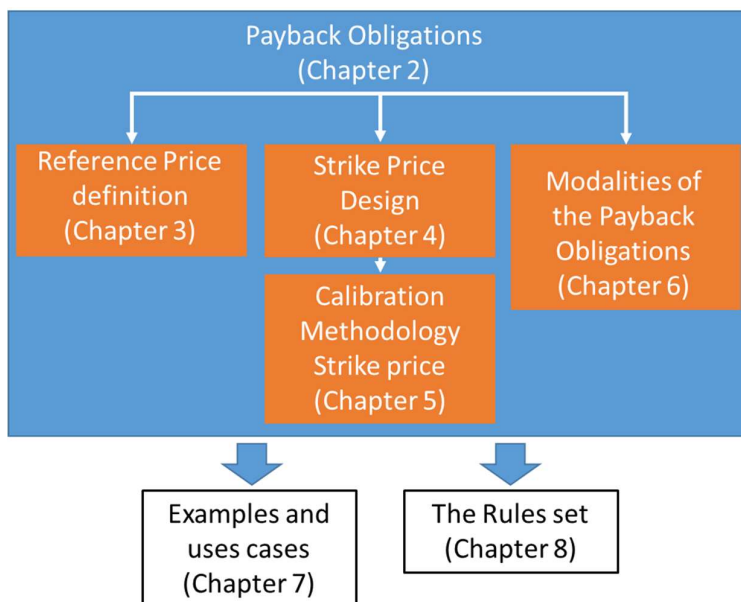 Payback Obligations
(Chapter 2)
Reference Price
definition
(Chapter 3)
Strike Price
Design
(Chapter 4)
Modalities of
the Payback
Obligations
(Chapter 6)
Calibration
Methodology
Strike price
(Chapter 5)
Examples and
uses cases
(Chapter 7)
The Rules set
(Chapter 8)